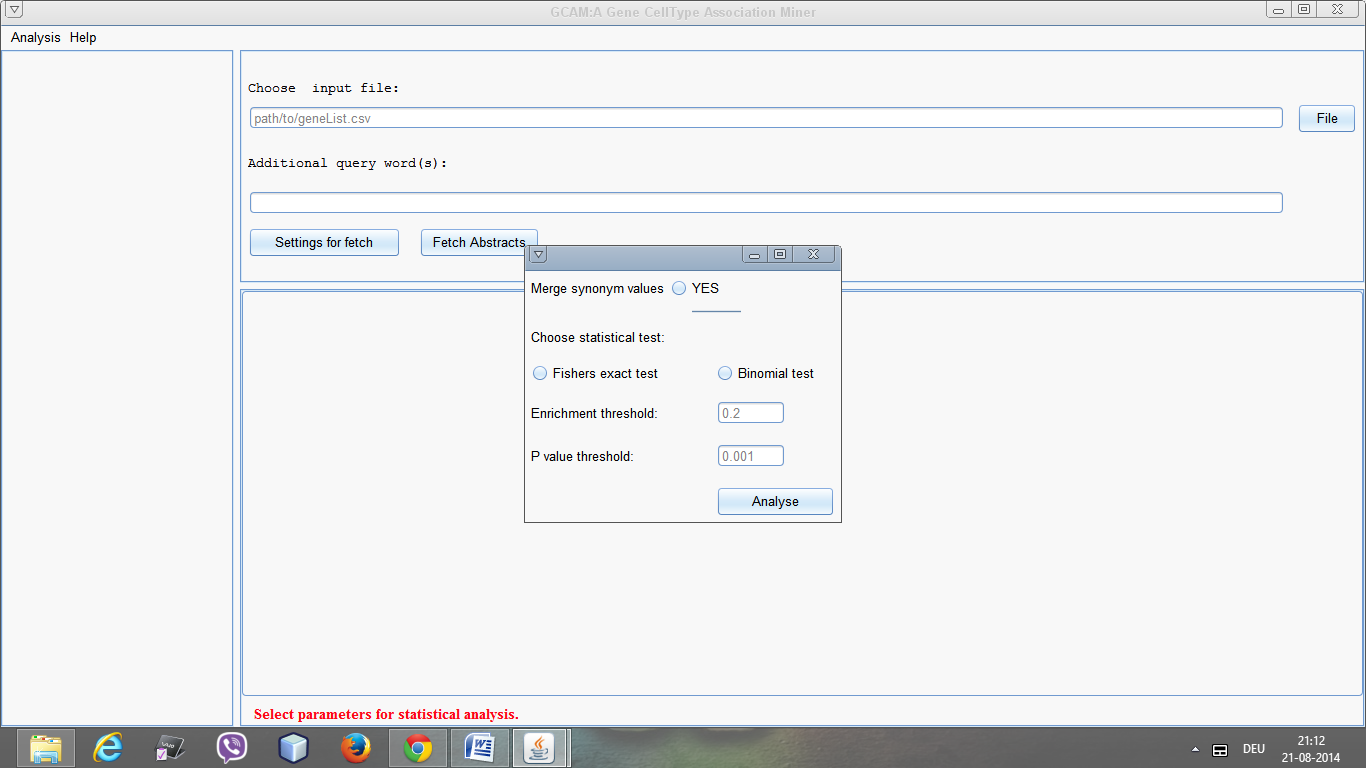 GCAM:A Gene CellType Association Miner
Analysis Help
Choose  input file:
path/to/geneList.csv
File
Additional query word(s):
Settings for fetch
Fetch Abstracts
Merge synonym values YES
Choose statistical test:
Fishers exact test
Binomial test
Enrichment threshold: 0.2
P value threshold: 0.001
Analyse
Select parameters for statistical analysis.
DEU
21:12
21-08-2014